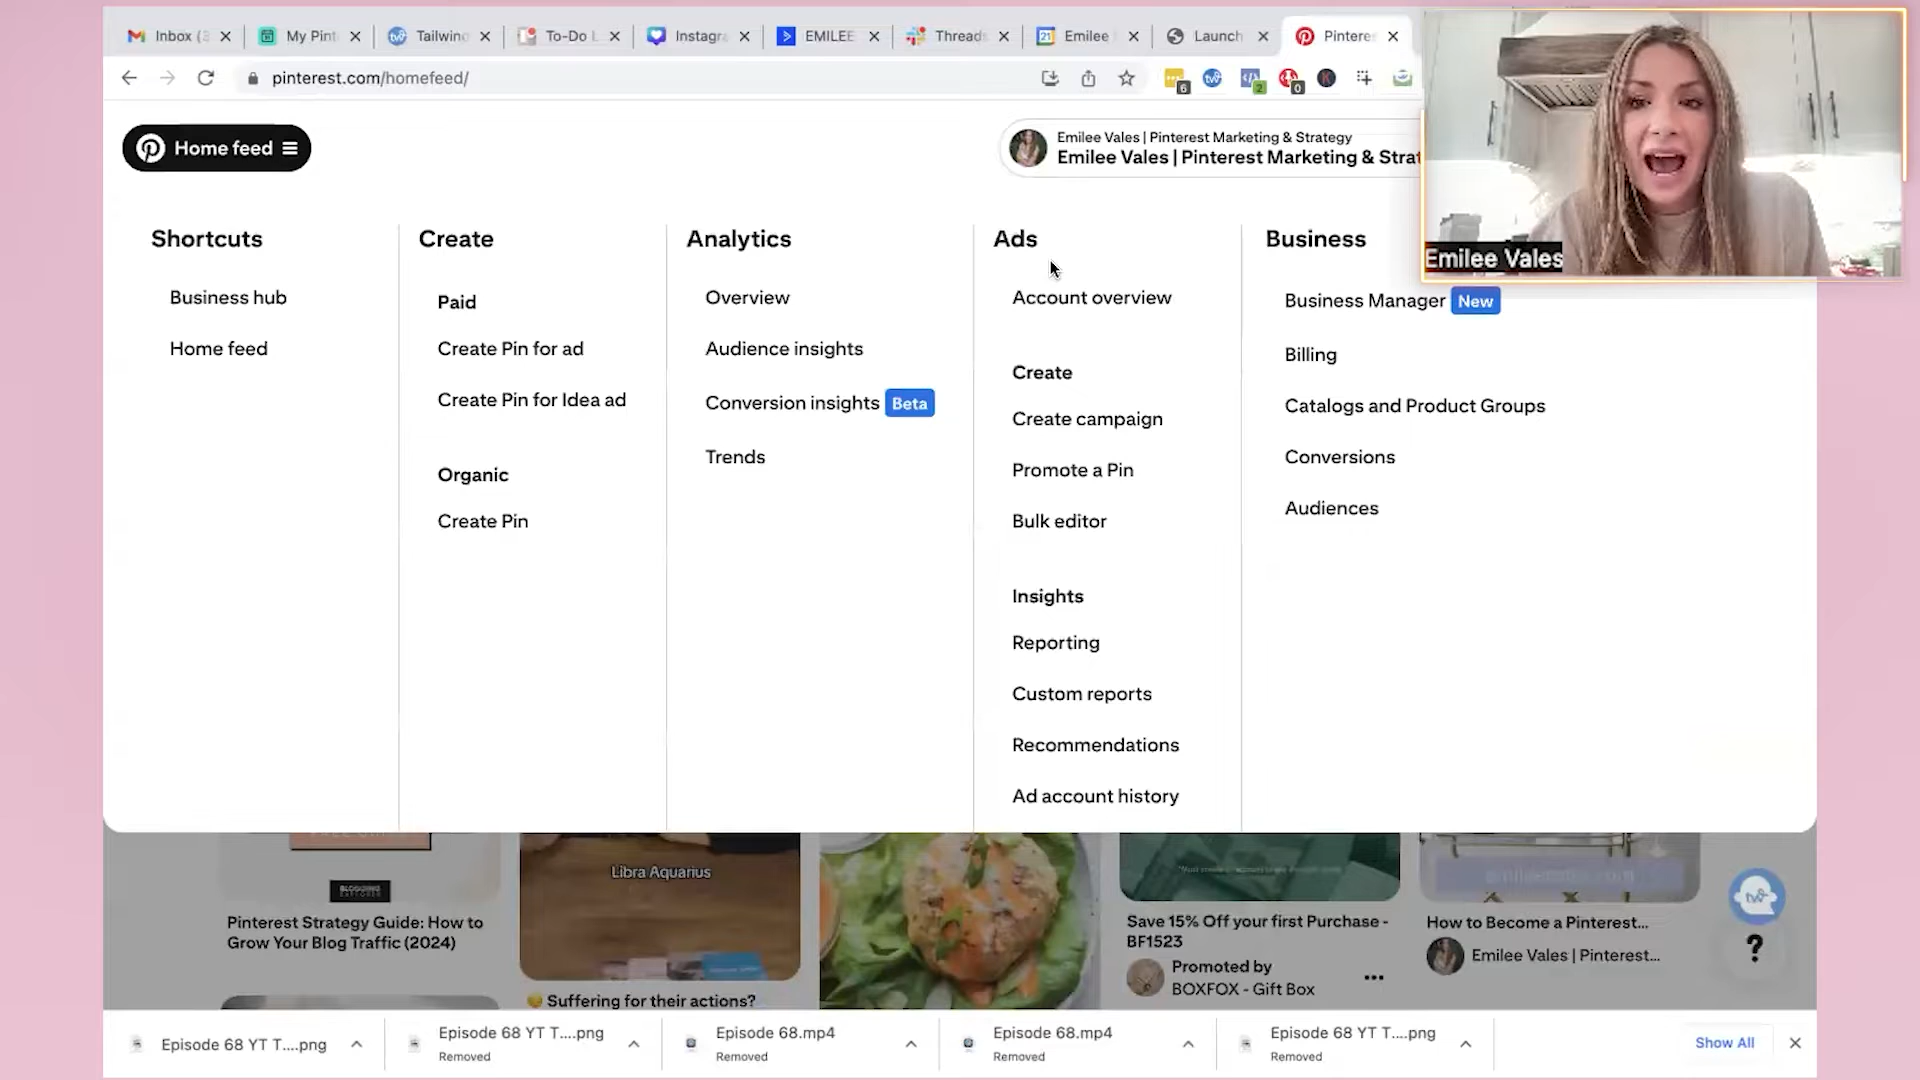 Inbox (3
My Pint
Tailwind
To-Do L
Instagra
EMILEE
Threads
21
Emilee
Launch
Pinteres
pinterest.com/homefeed/
6
2
0
Home feed
Emilee Vales | Pinterest Marketing & Strategy
Emilee Vales | Pinterest Marketing & Strat
Emilee Vales
Shortcuts
Business hub
Home feed
Create
Paid
Create Pin for ad
Create Pin for Idea ad
Organic
Create Pin
Analytics
Overview
Audience insights
Conversion insights Beta
Trends
Ads
Account overview
Create
Create campaign
Promote a Pin
Bulk editor
Insights
Reporting
Custom reports
Recommendations
Ad account history
Business
Business Manager New
Billing
Catalogs and Product Groups
Conversions
Audiences
Pinterest Strategy Guide: How to
Grow Your Blog Traffic (2024)
Libra Aquarius
Suffering for their actions?
Save 15% Off your first Purchase -
BF1523
Promoted by
BOXFOX - Gift Box
How to Become a Pinterest...
Emilee Vales | Pinterest...
?
Episode 68 YT T....png
Episode 68 YT T....png
Removed
Episode 68.mp4
Removed
Episode 68.mp4
Removed
Episode 68 YT T....png
Removed
Show All